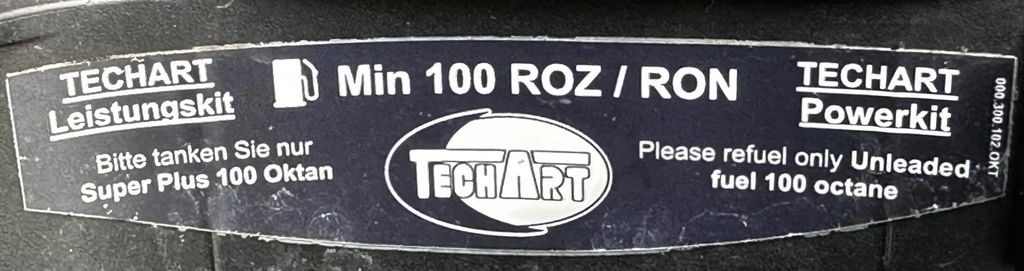 TECHART
Leistungskit
Bitte tanken Sie nur
Super Plus 100 Oktan
Min 100 ROZ / RON
TECHART
TECHART
Powerkit
Please refuel only Unleaded
fuel 100 octane
000.300.102.OKT